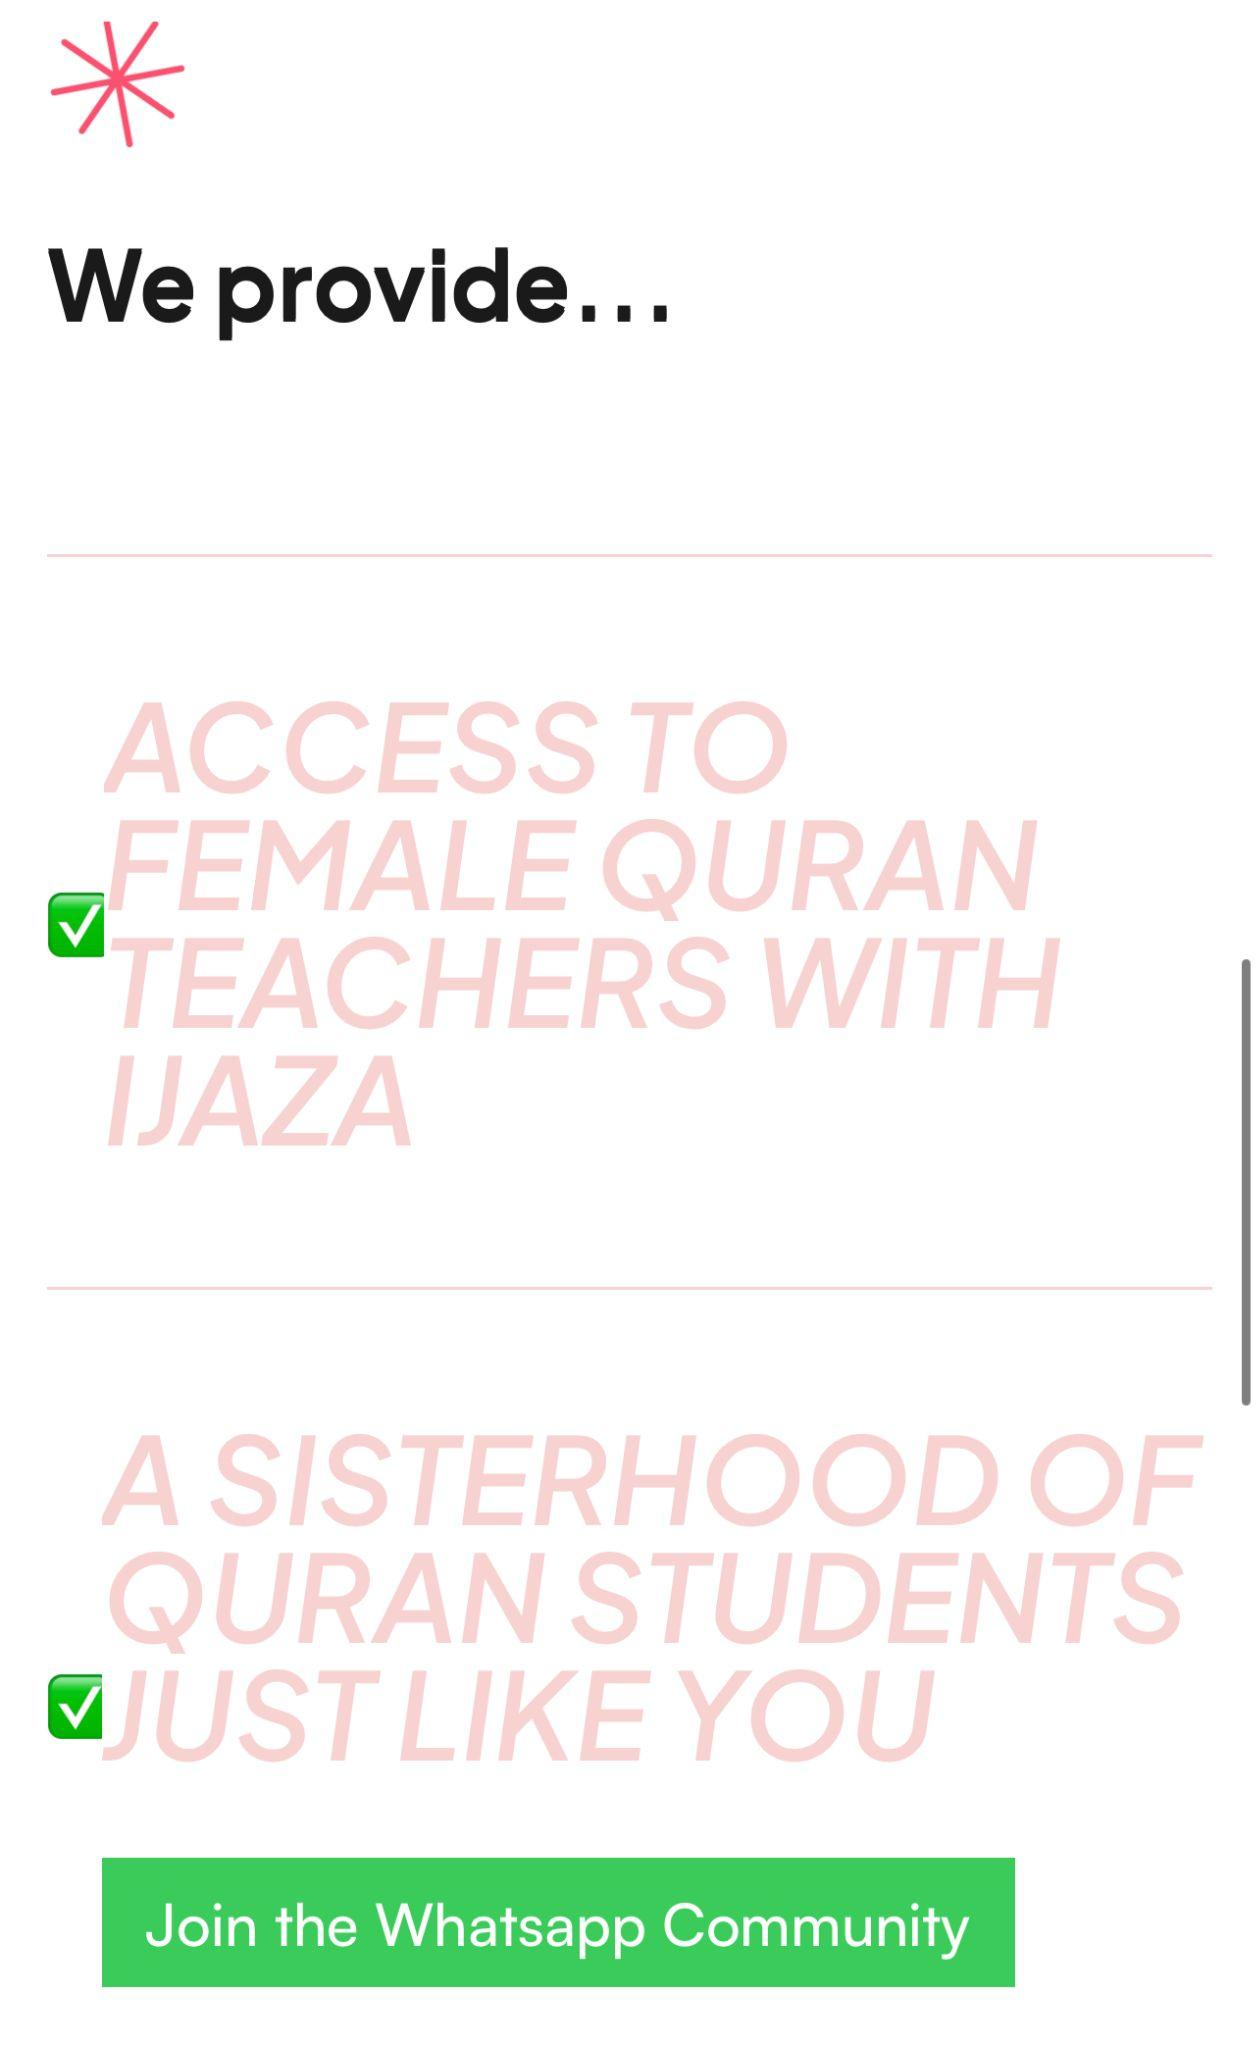 We provide...
ACCESS TO
FEMALE QURAN
TEACHERS WITH
IJAZA
A SISTERHOOD OF
QURAN STUDENTS
JUST LIKE YOU
Join the Whatsapp Community